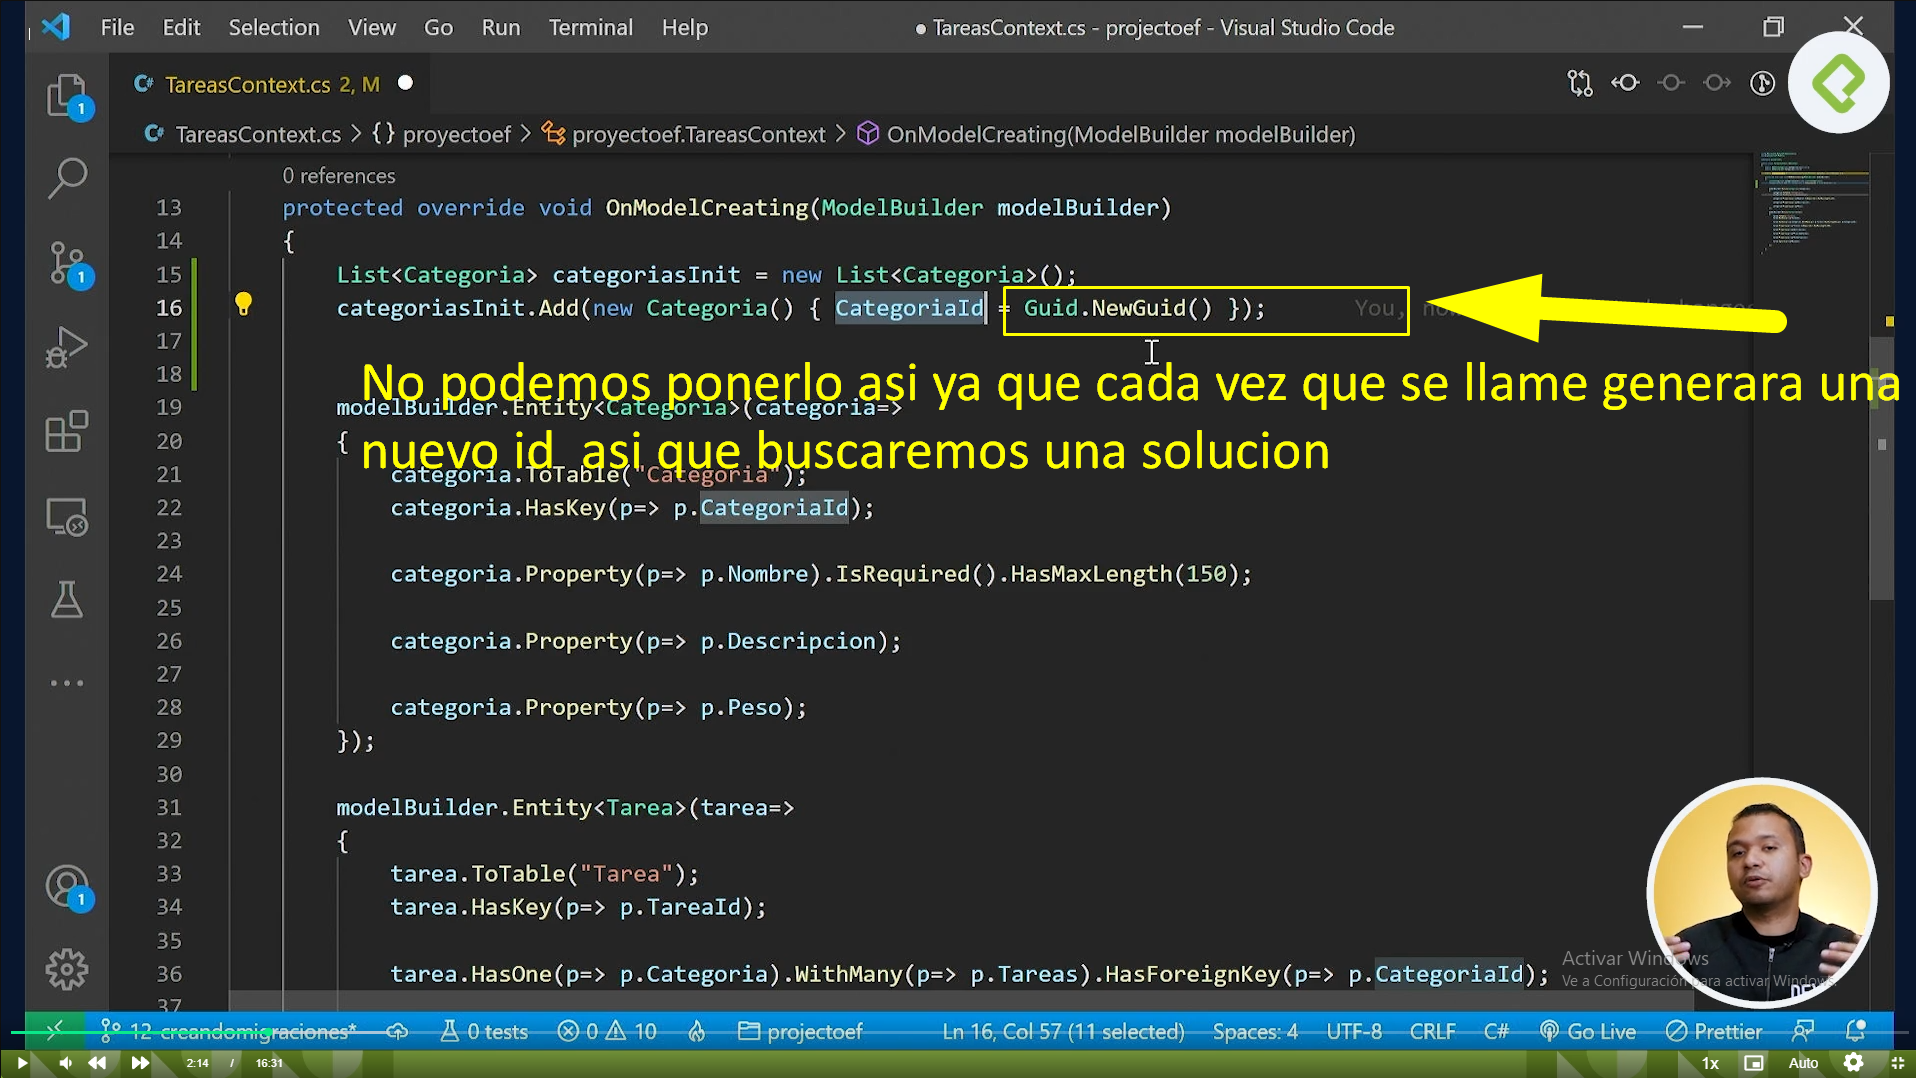 File Edit Selection View Go Run Terminal Help ● TareasContext.cs - projectoef - Visual Studio Code
TareasContext.cs 2, M
TareasContext.cs > {} proyectoef > proyectoef.TareasContext > OnModelCreating(ModelBuilder modelBuilder)
0 references
13 protected override void OnModelCreating(ModelBuilder modelBuilder)
14 {
15 List<Categoria> categoriasInit = new List<Categoria>();
16 categoriasInit.Add(new Categoria() { CategoriaId = Guid.NewGuid() }); You,
17
No podemos ponerlo asi ya que cada vez que se llame generara una
18
19 modelBuilder.Entity<Categoria>(categoria=>
nuevo id asi que buscaremos una solucion
20 {
21 categoria.ToTable("Categoria");
22 categoria.HasKey(p=> p.CategoriaId);
23
24 categoria.Property(p=> p.Nombre).IsRequired().HasMaxLength(150);
25
26 categoria.Property(p=> p.Descripcion);
27
28 categoria.Property(p=> p.Peso);
29 });
30
31 modelBuilder.Entity<Tarea>(tarea=>
32 {
33 tarea.ToTable("Tarea");
34 tarea.HasKey(p=> p.TareaId);
35
36 tarea.HasOne(p=> p.Categoria).WithMany(p=> p.Tareas).HasForeignKey(p=> p.CategoriaId);
37
Activar Windows
Ve a Configuración para activar Windows.
1
1
1
12 creandomigraciones* 0 tests 0 10 projectoef Ln 16, Col 57 (11 selected) Spaces: 4 UTF-8 CRLF C# Go Live Prettier
2:14 / 16:31 1x Auto